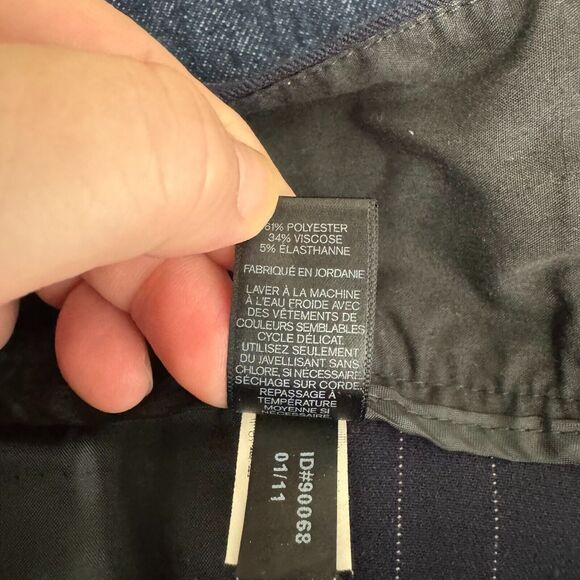 61% POLYESTER
34% VISCOSE
5% ÉLASTHANNE
FABRIQUÉ EN JORDANIE
LAVER À LA MACHINE
À L'EAU FROIDE AVEC
DES VÊTEMENTS DE
COULEURS SEMBLABLES
CYCLE DÉLICAT.
UTILISEZ SEULEMENT
DU JAVELLISANT SANS
CHLORE, SI NÉCESSAIRE.
SÉCHAGE SUR CORDE.
REPASSAGE À
TEMPÉRATURE
MOYENNE SI
NÉCESSAIRE
ID#90068
01/11